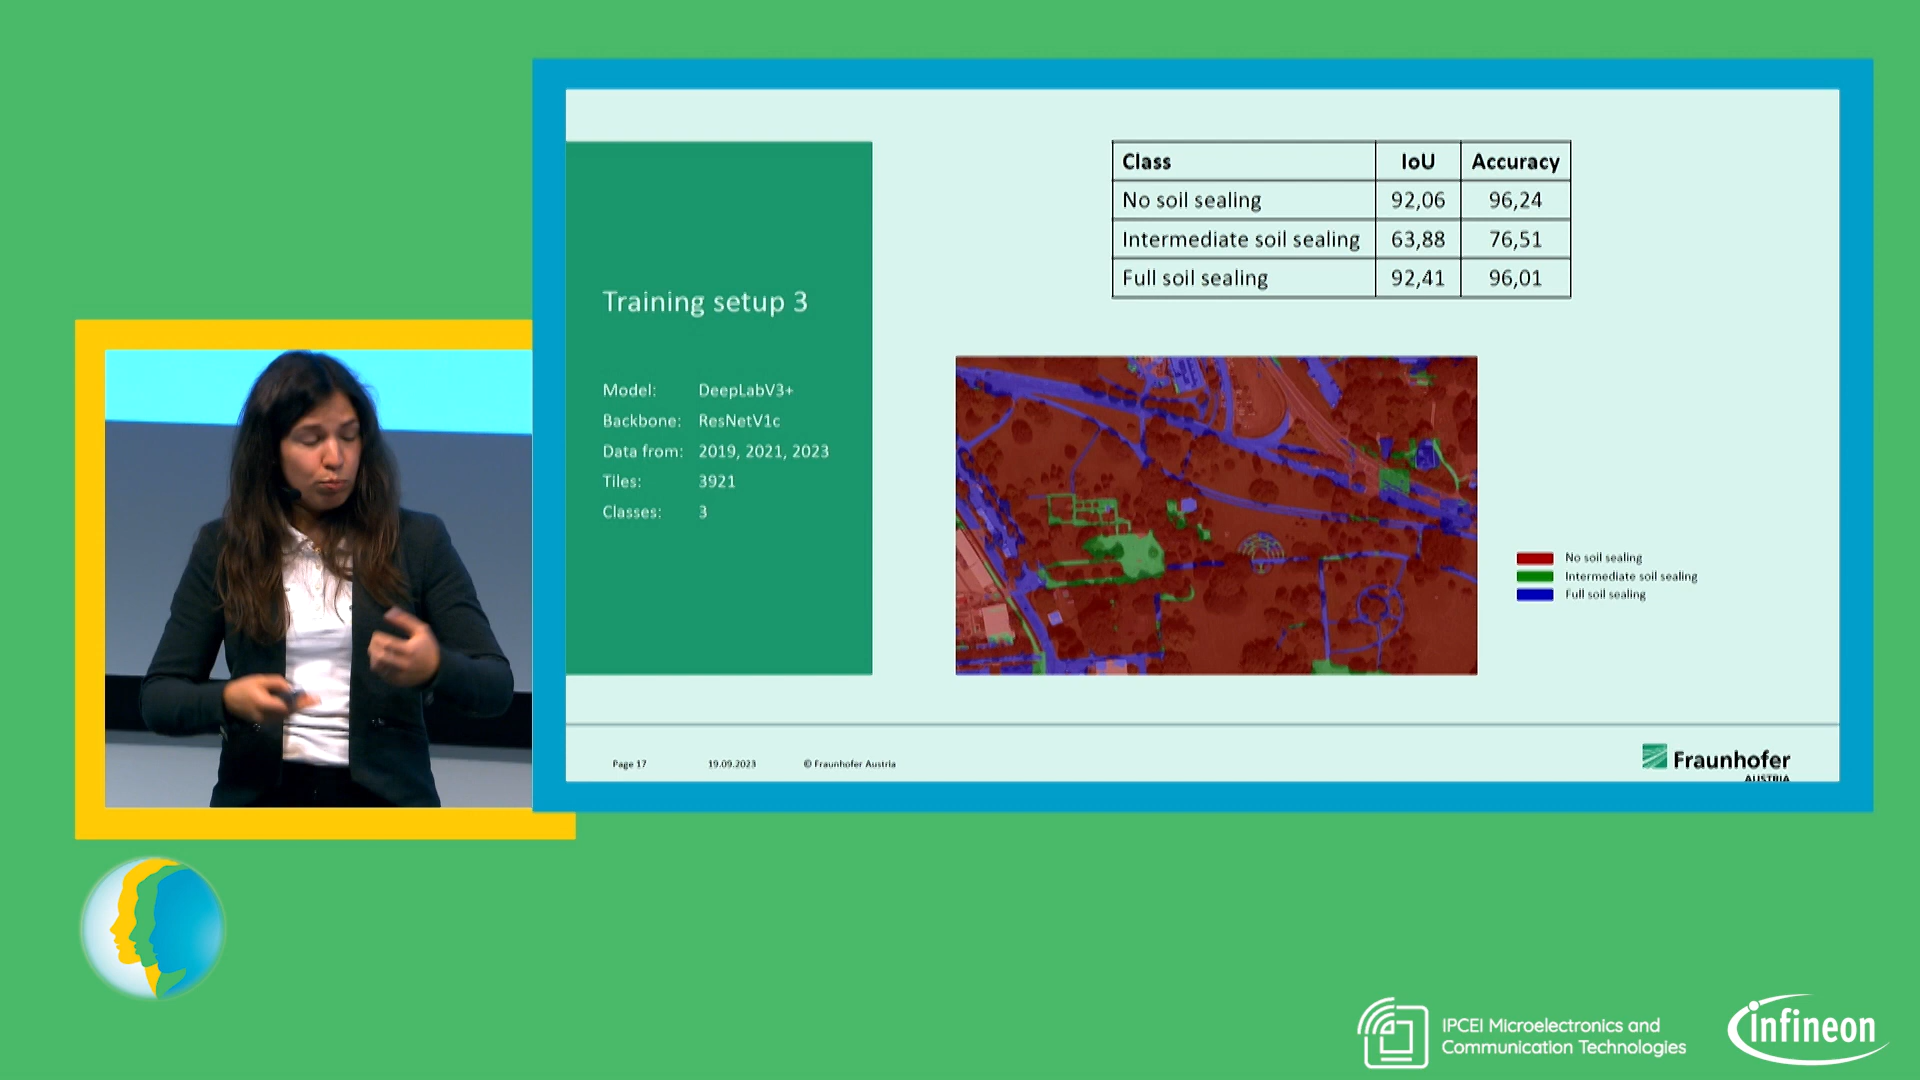 Class IoU Accuracy
No soil sealing 92,06 96,24
Intermediate soil sealing 63,88 76,51
Full soil sealing 92,41 96,01
Training setup 3
Model: DeepLabV3+
Backbone: ResNetV1c
Data from: 2019, 2021, 2023
Tiles: 3921
Classes: 3
No soil sealing
Intermediate soil sealing
Full soil sealing
Page 17 19.09.2023 © Fraunhofer Austria
Fraunhofer
AUSTRIA
IPCEI Microelectronics and
Communication Technologies
infineon